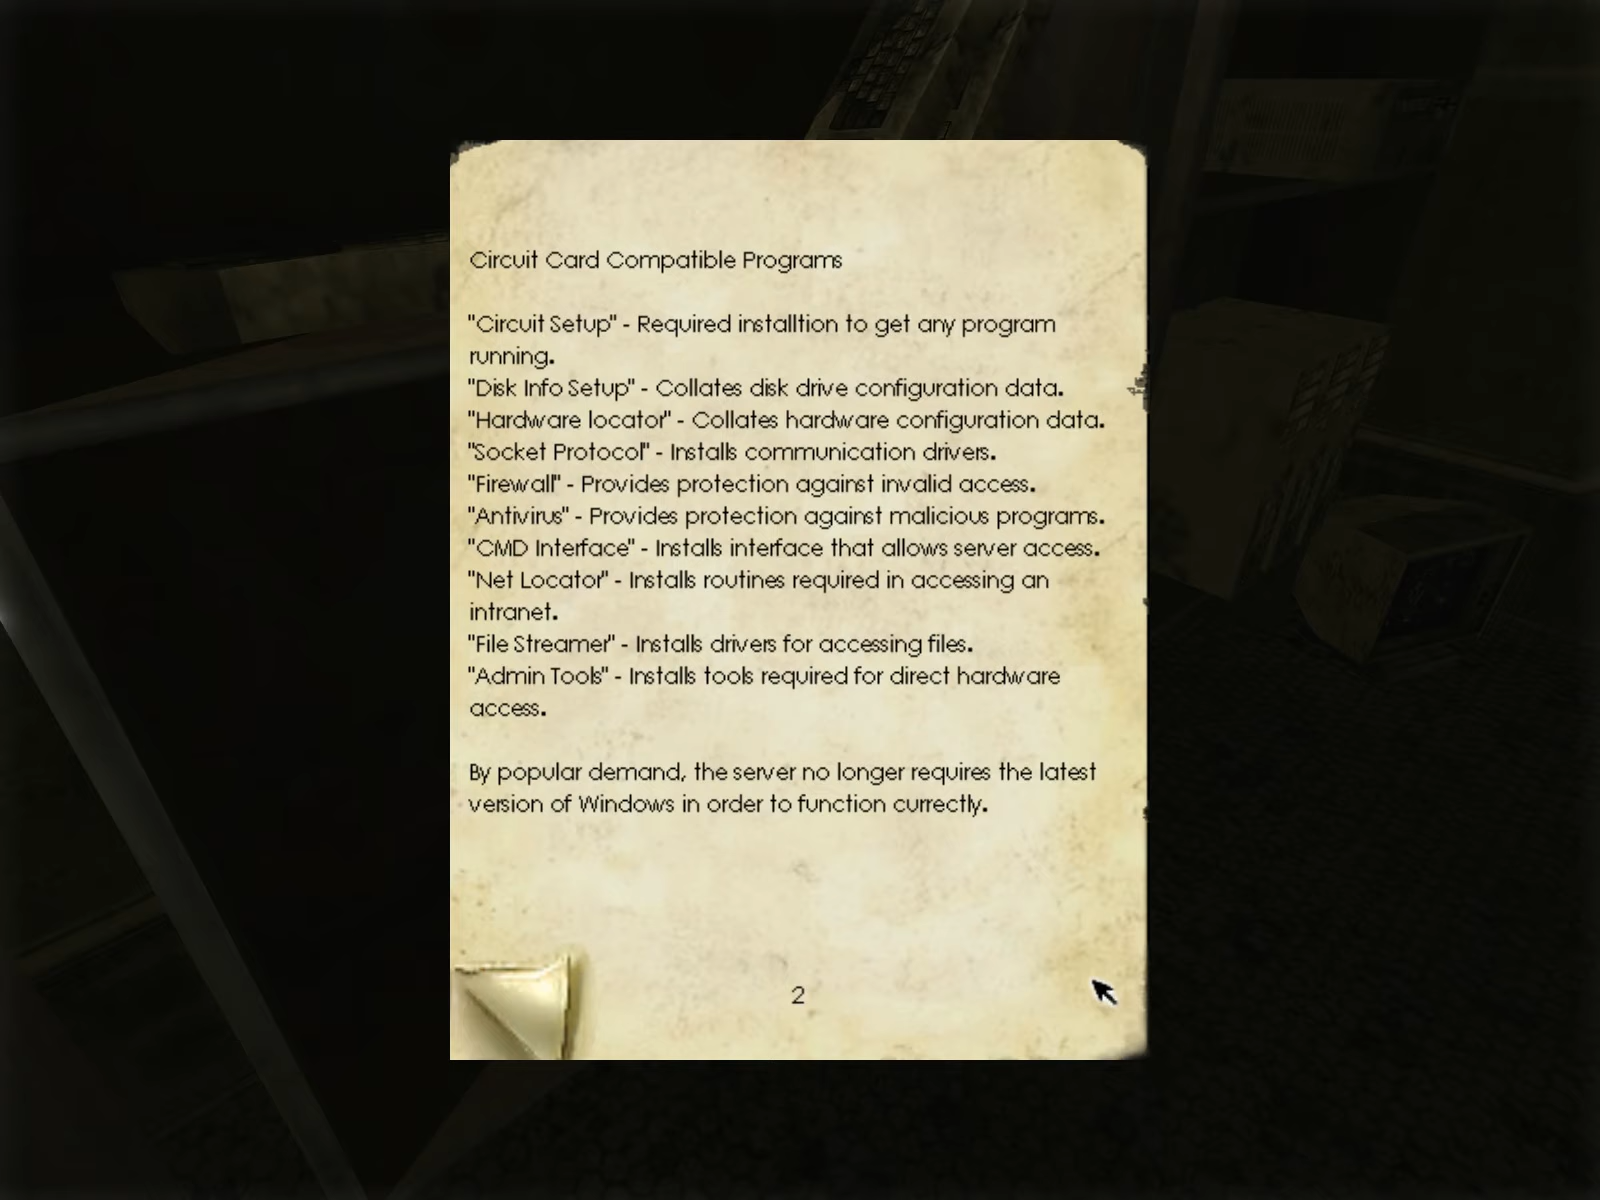 Circuit Card Compatible Programs
"Circuit Setup" - Required installtion to get any program
running.
"Disk Info Setup" - Collates disk drive configuration data.
"Hardware locator" - Collates hardware configuration data.
"Socket Protocol" - Installs communication drivers.
"Firewall" - Provides protection against invalid access.
"Antivirus" - Provides protection against malicious programs.
"CMD Interface" - Installs interface that allows server access.
"Net Locator" - Installs routines required in accessing an
intranet.
"File Streamer" - Installs drivers for accessing files.
"Admin Tools" - Installs tools required for direct hardware
access.
By popular demand, the server no longer requires the latest
version of Windows in order to function currectly.
2